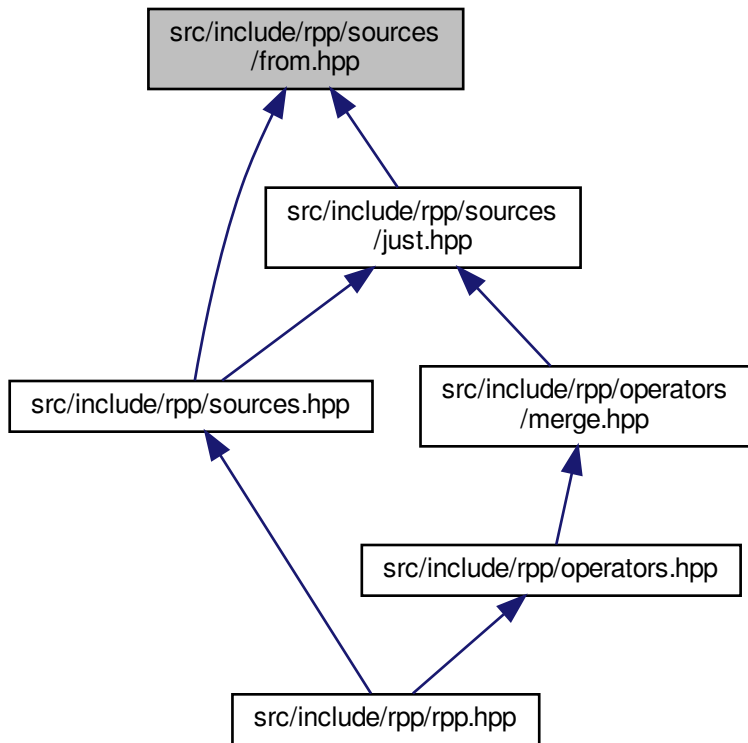 src/include/rpp/sources
/from.hpp
src/include/rpp/sources
/just.hpp
src/include/rpp/sources.hpp
src/include/rpp/operators
/merge.hpp
src/include/rpp/operators.hpp
src/include/rpp/rpp.hpp